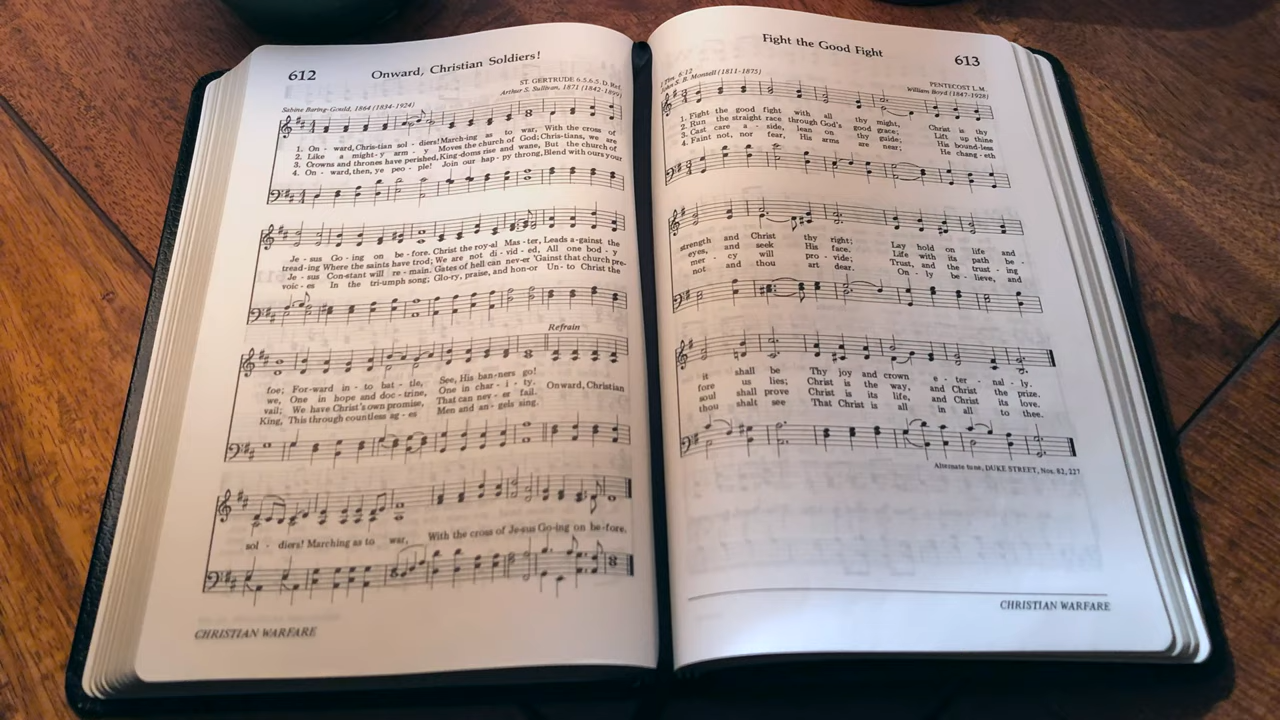 612
Onward, Christian Soldiers!
ST. GERTRUDE 6.5.6.5.D. Ref.
Sabine Baring-Gould, 1864 (1834-1924)
Arthur S. Sullivan, 1871 (1842-1899)
1. On - ward, Chris-tian sol - diers! March-ing as to war, With the cross of
2. Like a might-y arm - y Moves the church of God; Chris-tians, we
3. Crowns and thrones have perished, King-doms rise and wane, But the church of
4. On - ward, then, ye peo - ple! Join our hap - py throng, Blend with ours your
Je - sus Go - ing on be - fore. Christ the roy-al Mas - ter, Leads a-gainst the
tread-ing Where the saints have trod; We are not di - vid - ed, All one bod - y
Je - sus Con-stant will re - main. Gates of hell can nev-er 'Gainst that church pre-
voic - es In the tri-umph song; Glo-ry, praise, and hon-or Un - to Christ the
Refrain
foe; For-ward in - to bat - tle, See, His ban-ners go!
we, One in hope and doc - trine, One in char - i - ty. Onward, Christian
vail; We have Christ's own promise, That can nev - er fail.
King, This through countless ag - es Men and an - gels sing.
sol - diers! Marching as to war, With the cross of Je-sus Go-ing on be-fore.
CHRISTIAN WARFARE
Fight the Good Fight
613
1 Tim. 6:12
John S. B. Monsell (1811-1875)
PENTECOST L.M.
William Boyd (1847-1928)
1. Fight the good fight with all thy might, Christ is thy
2. Run the straight race through God's good grace; Lift up thine
3. Cast care a - side, lean on thy guide; His bound-less
4. Faint not, nor fear, His arms are near; He chang - eth
strength and Christ thy right; Lay hold on life and
eyes, and seek His face. Life with its path be -
mer - cy will pro - vide; Trust, and the trust - ing
not and thou art dear. On - ly be - lieve, and
it shall be Thy joy and crown e - ter - nal - ly.
fore us lies; Christ is the way, and Christ the prize.
soul shall prove Christ is its life, and Christ its love.
thou shalt see That Christ is all in all to thee.
Alternate tune, DUKE STREET, Nos. 82, 227
CHRISTIAN WARFARE